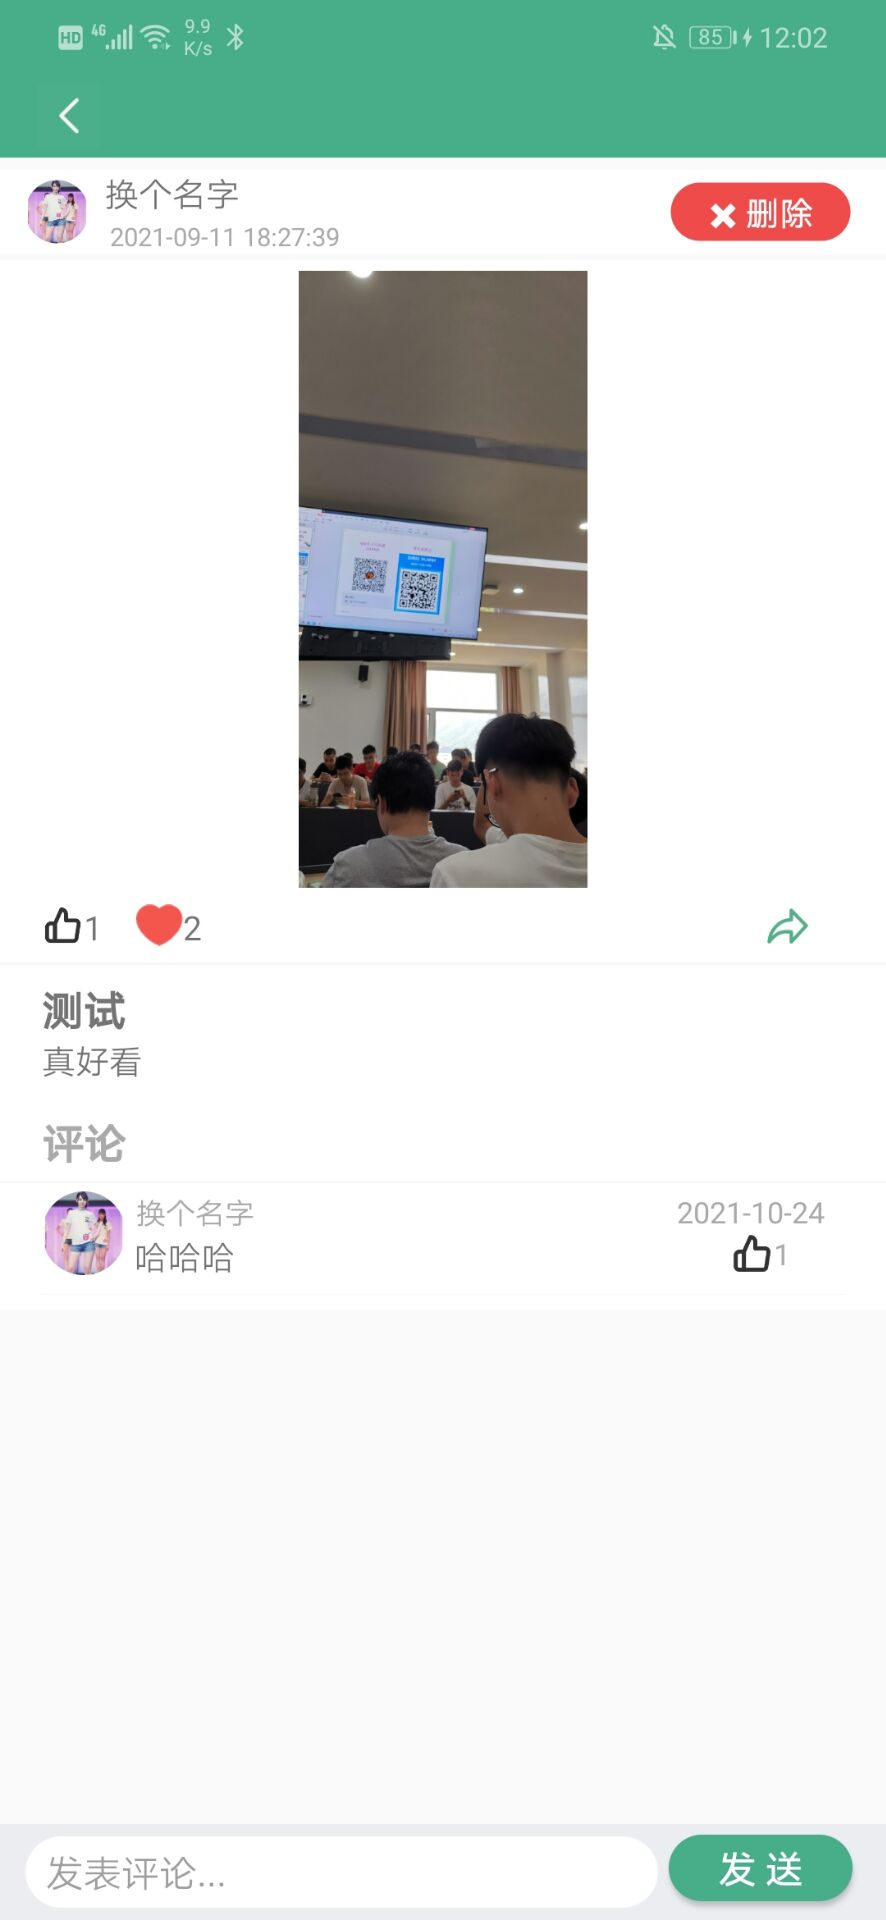 HD 4G 9.9 K/s 85 12:02
换个名字
2021-09-11 18:27:39
删除
1 2
测试
真好看
评论
换个名字 2021-10-24
哈哈哈 1
发表评论... 发送